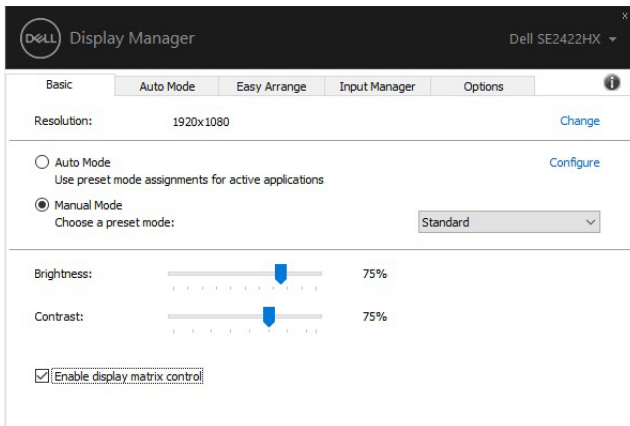 x
DELL Display Manager Dell SE2422HX
Basic Auto Mode Easy Arrange Input Manager Options
Resolution: 1920x1080 Change
Auto Mode Configure
Use preset mode assignments for active applications
Manual Mode
Choose a preset mode: Standard
Brightness: 75%
Contrast: 75%
Enable display matrix control